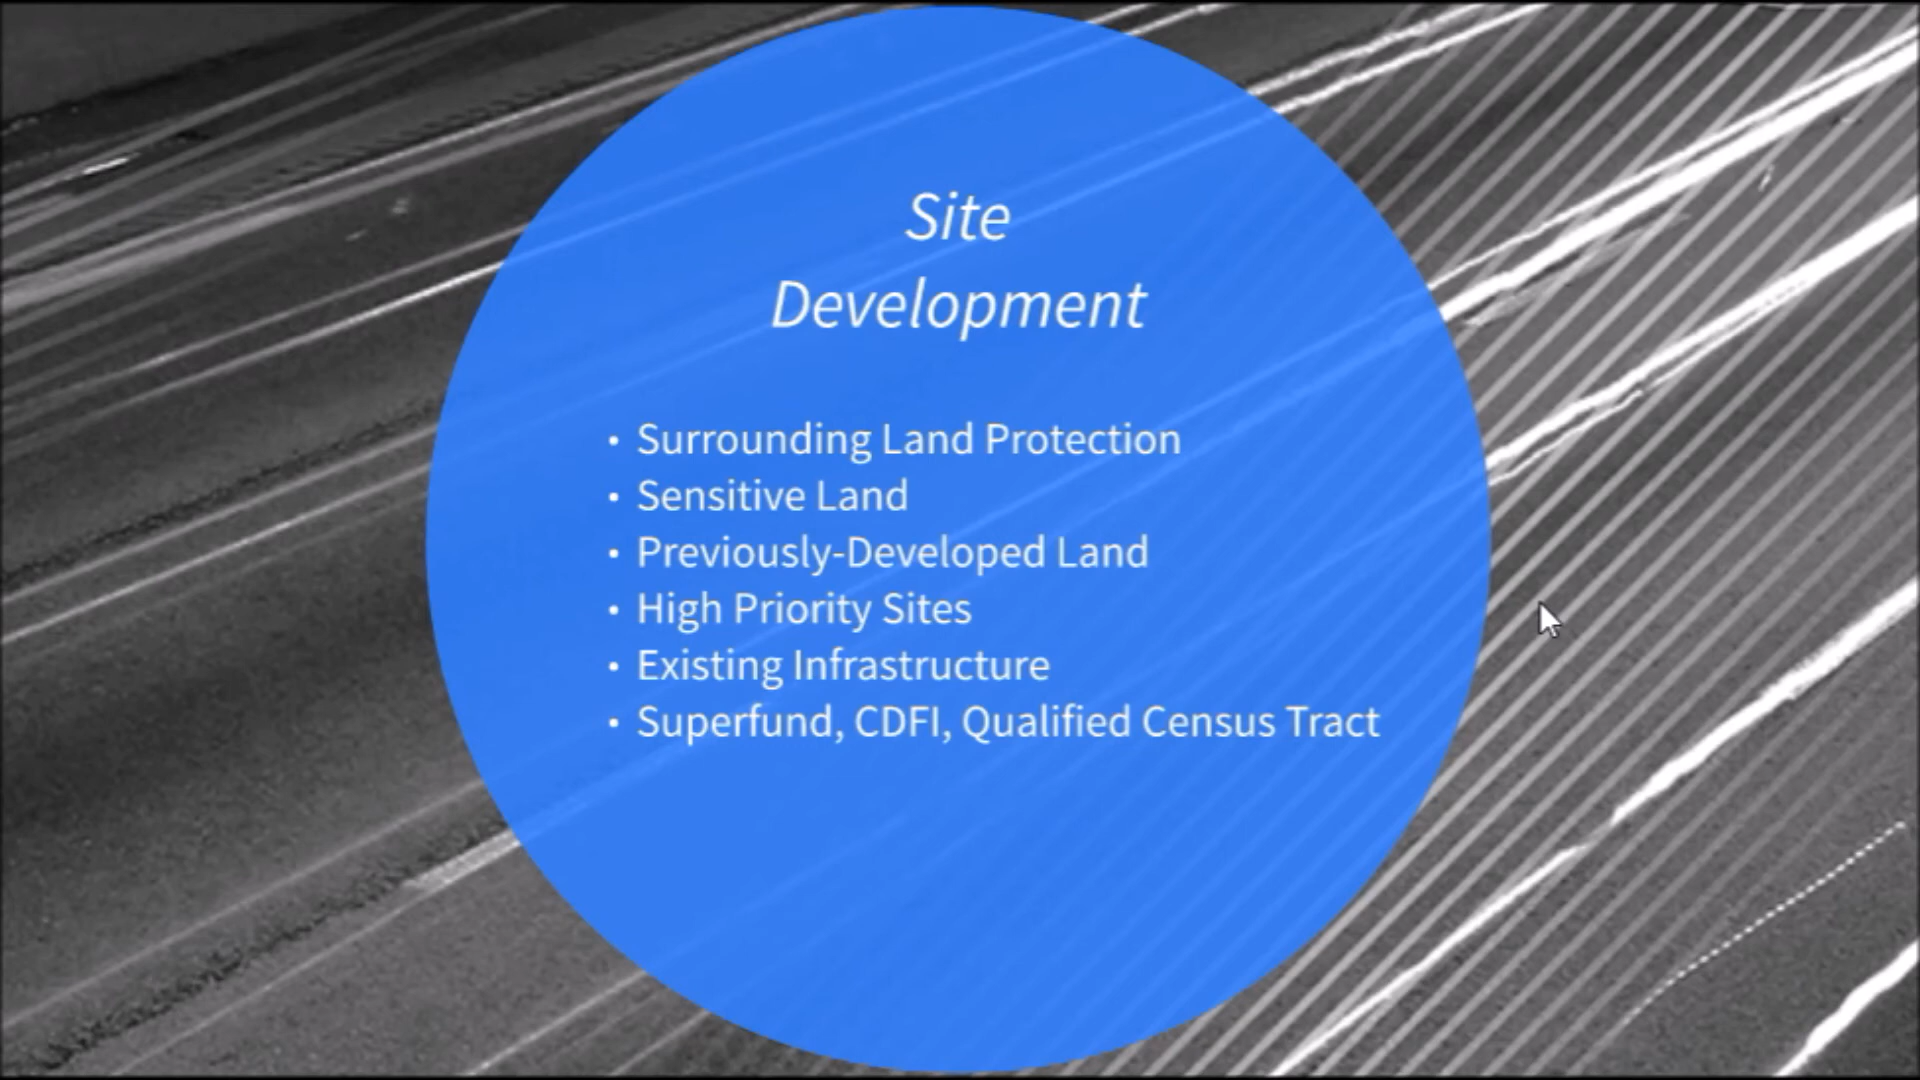 Site
Development
• Surrounding Land Protection
• Sensitive Land
• Previously-Developed Land
• High Priority Sites
• Existing Infrastructure
• Superfund, CDFI, Qualified Census Tract